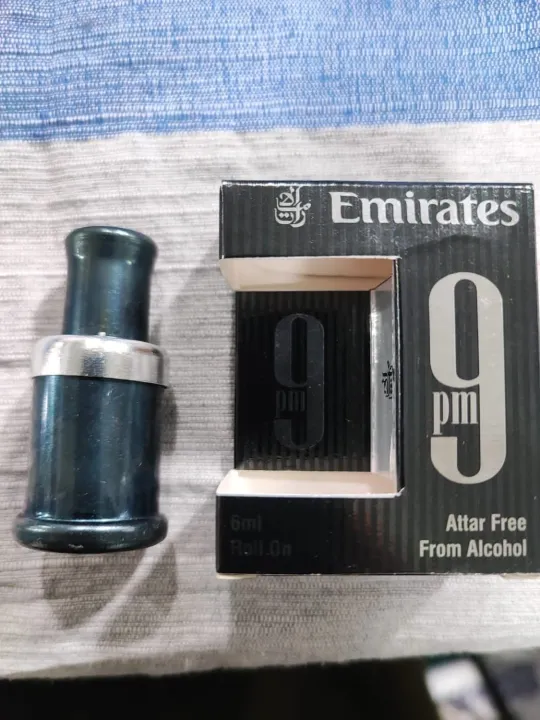 Emirates
9
pm
9
pm
6ml
Roll On
Attar Free
From Alcohol